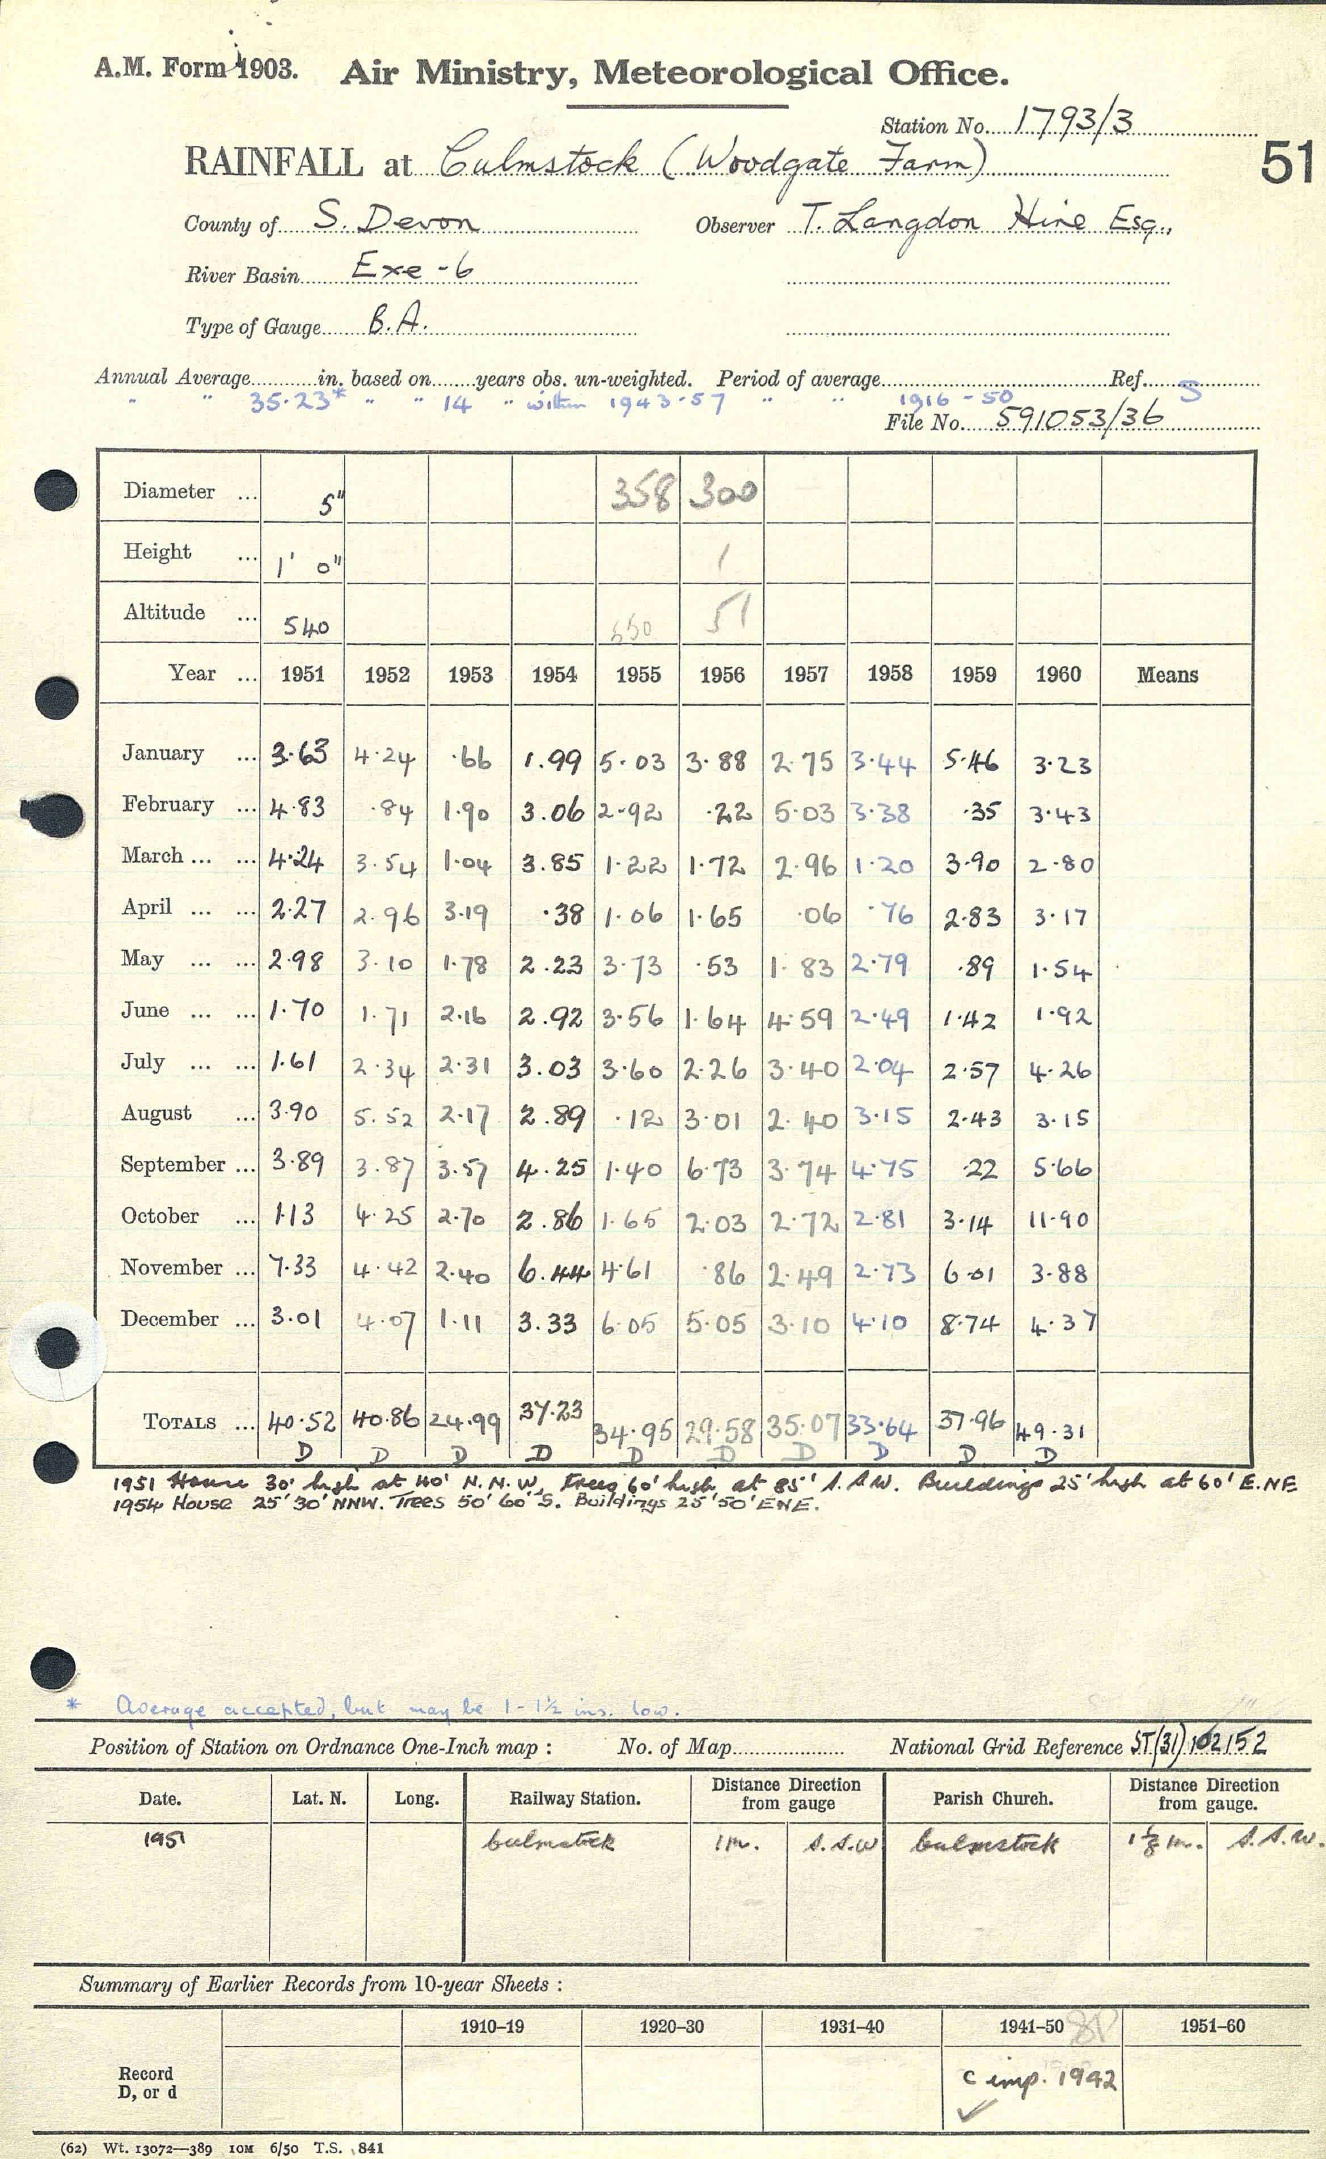 A.M. Form 1903. Air Ministry, Meteorological Office.
Station No. 1793/3
RAINFALL at Culmstock (Woodgate Farm)
51
County of S. Devon Observer T. Langdon Hine Esq.,
River Basin Exe - 6
Type of Gauge B.A.
Annual Average in. based on years obs. un-weighted. Period of average Ref.
" " 35.23* " " 14 " within 1943-57 " " 1916-50 S
File No. 591053/36
Diameter ... 5" 358 300
Height ... 1' 0" 1
Altitude ... 540 550 51
Year ... 1951 1952 1953 1954 1955 1956 1957 1958 1959 1960 Means
January ... 3.63 4.24 .66 1.99 5.03 3.88 2.75 3.44 5.46 3.23
February ... 4.83 .84 1.90 3.06 2.92 .22 5.03 3.38 .35 3.43
March ... ... 4.24 3.54 1.04 3.85 1.22 1.72 2.96 1.20 3.90 2.80
April ... ... 2.27 2.96 3.19 .38 1.06 1.65 .06 .76 2.83 3.17
May ... ... 2.98 3.10 1.78 2.23 3.73 .53 1.83 2.79 .89 1.54
June ... ... 1.70 1.71 2.16 2.92 3.56 1.64 4.59 2.49 1.42 1.92
July ... ... 1.61 2.34 2.31 3.03 3.60 2.26 3.40 2.04 2.57 4.26
August ... 3.90 5.52 2.17 2.89 .12 3.01 2.40 3.15 2.43 3.15
September ... 3.89 3.87 3.57 4.25 1.40 6.73 3.74 4.75 .22 5.66
October ... 1.13 4.25 2.70 2.86 1.65 2.03 2.72 2.81 3.14 11.90
November ... 7.33 4.42 2.40 6.44 4.61 .86 2.49 2.73 6.01 3.88
December ... 3.01 4.07 1.11 3.33 6.05 5.05 3.10 4.10 8.74 4.37
TOTALS ... 40.52 40.86 24.99 37.23 34.95 29.58 35.07 33.64 37.96 49.31
D D D D D D D D D D
1951 House 30' high at 40' N.N.W, trees 60' high at 85' S.S.W. Buildings 25' high at 60' E.NE
1954 House 25' 30' NNW. Trees 50' 60' S. Buildings 25' 50' ENE.
* Average accepted, but may be 1 - 1½ ins. low.
Position of Station on Ordnance One-Inch map : No. of Map National Grid Reference ST(31)102152
Date. Lat. N. Long. Railway Station. Distance Direction from gauge Parish Church. Distance Direction from gauge.
1951 Culmstock 1m. S.S.W Culmstock 1⅛ m. S.S.W.
Summary of Earlier Records from 10-year Sheets :
1910-19 1920-30 1931-40 1941-50 1951-60
Record D, or d
C imp. 1942
✓
(62) Wt. 13072—389 10M 6/50 T.S. 841